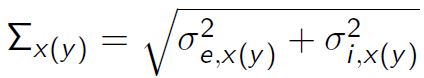 Σ_{x(y)} = √(σ²_{e,x(y)} + σ²_{i,x(y)})